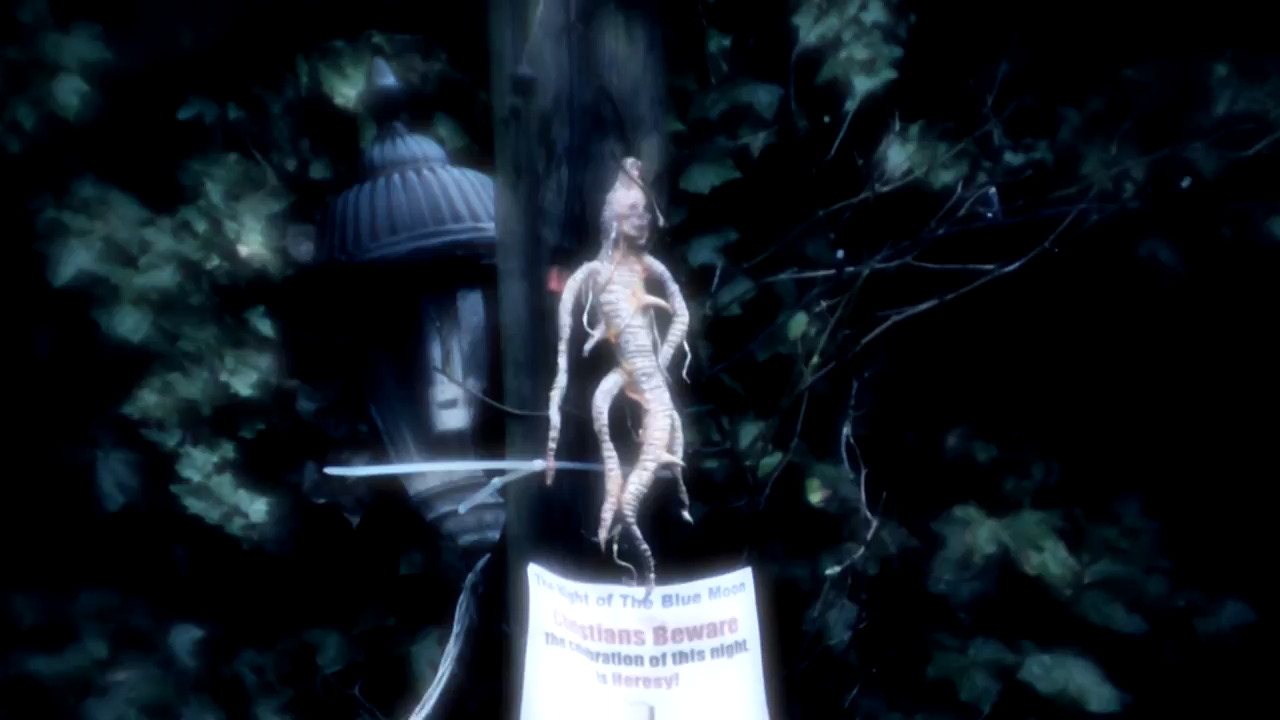 The Night of The Blue Moon
Christians Beware
The celebration of this night
is Heresy!